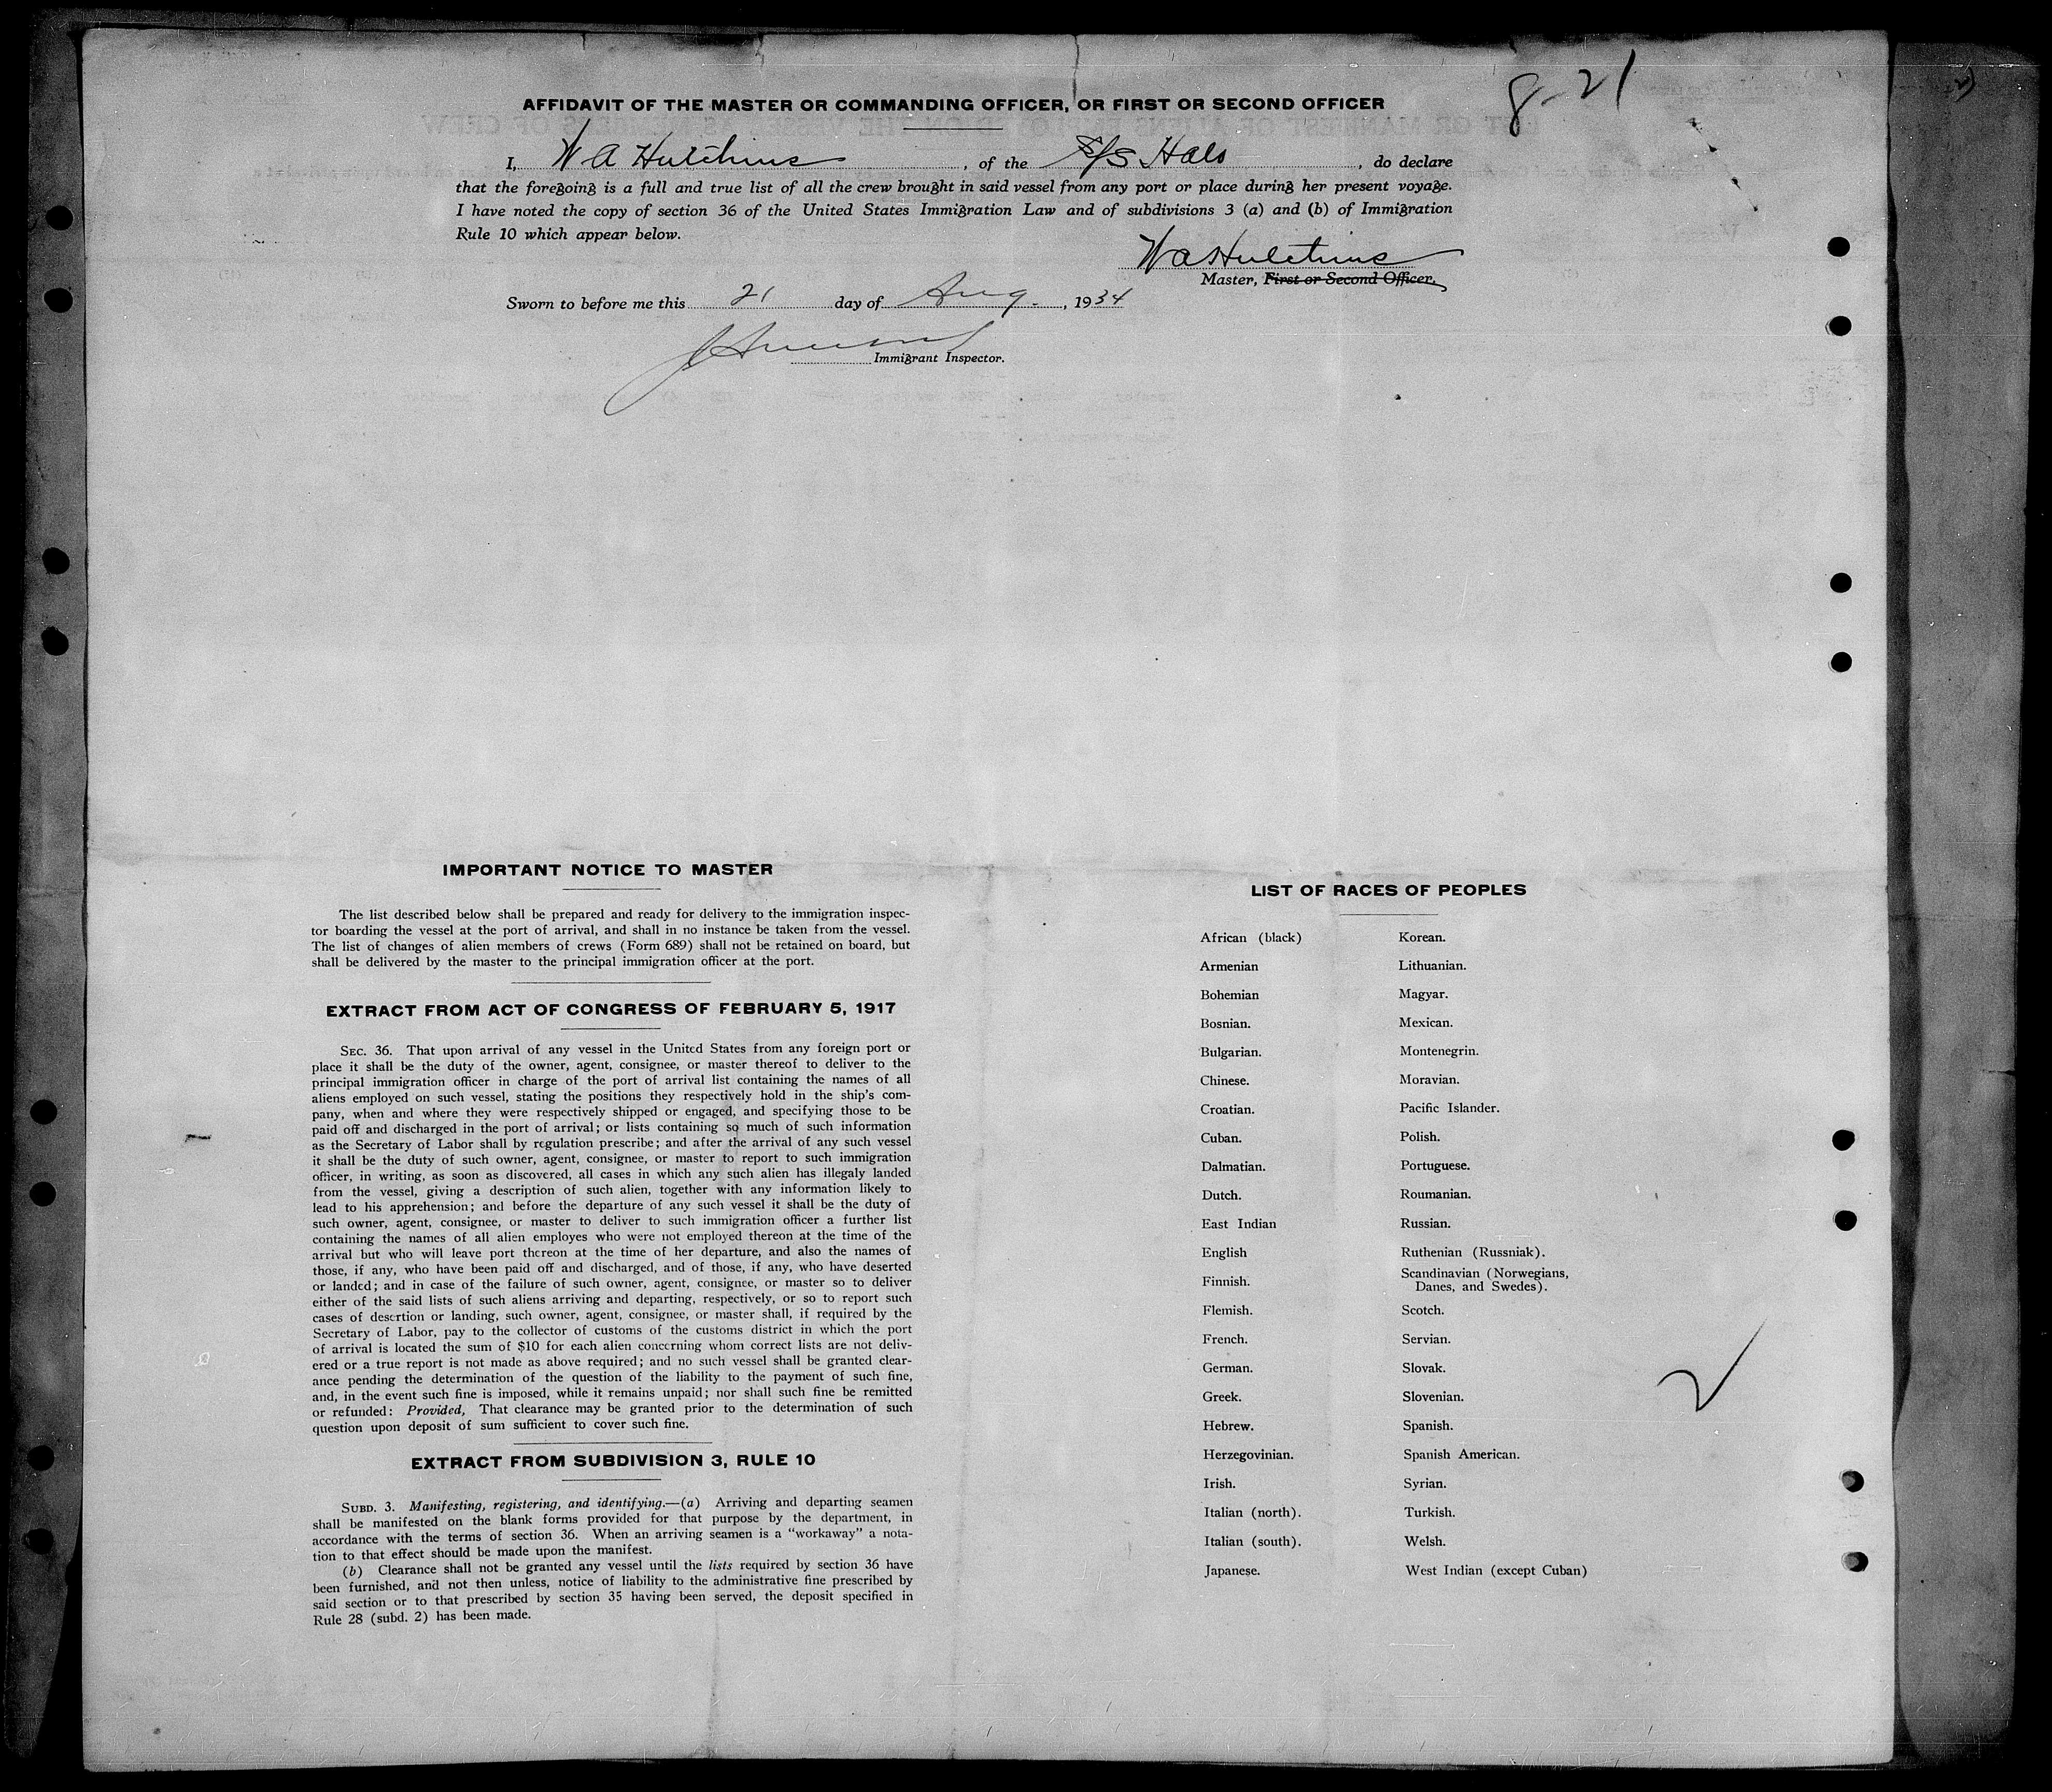 8-21
AFFIDAVIT OF THE MASTER OR COMMANDING OFFICER, OR FIRST OR SECOND OFFICER
I, W A Hutchins, of the S/S Halo, do declare
that the foregoing is a full and true list of all the crew brought in said vessel from any port or place during her present voyage.
I have noted the copy of section 36 of the United States Immigration Law and of subdivisions 3 (a) and (b) of Immigration
Rule 10 which appear below.
W A Hutchins
Master, First or Second Officer.
Sworn to before me this 21 day of Aug., 1934
Immigrant Inspector.
IMPORTANT NOTICE TO MASTER
The list described below shall be prepared and ready for delivery to the immigration inspec-
tor boarding the vessel at the port of arrival, and shall in no instance be taken from the vessel.
The list of changes of alien members of crews (Form 689) shall not be retained on board, but
shall be delivered by the master to the principal immigration officer at the port.
EXTRACT FROM ACT OF CONGRESS OF FEBRUARY 5, 1917
SEC. 36. That upon arrival of any vessel in the United States from any foreign port or
place it shall be the duty of the owner, agent, consignee, or master thereof to deliver to the
principal immigration officer in charge of the port of arrival list containing the names of all
aliens employed on such vessel, stating the positions they respectively hold in the ship's com-
pany, when and where they were respectively shipped or engaged, and specifying those to be
paid off and discharged in the port of arrival; or lists containing so much of such information
as the Secretary of Labor shall by regulation prescribe; and after the arrival of any such vessel
it shall be the duty of such owner, agent, consignee, or master to report to such immigration
officer, in writing, as soon as discovered, all cases in which any such alien has illegaly landed
from the vessel, giving a description of such alien, together with any information likely to
lead to his apprehension; and before the departure of any such vessel it shall be the duty of
such owner, agent, consignee, or master to deliver to such immigration officer a further list
containing the names of all alien employes who were not employed thereon at the time of the
arrival but who will leave port thereon at the time of her departure, and also the names of
those, if any, who have been paid off and discharged, and of those, if any, who have deserted
or landed; and in case of the failure of such owner, agent, consignee, or master so to deliver
either of the said lists of such aliens arriving and departing, respectively, or so to report such
cases of desertion or landing, such owner, agent, consignee, or master shall, if required by the
Secretary of Labor, pay to the collector of customs of the customs district in which the port
of arrival is located the sum of $10 for each alien concerning whom correct lists are not deliv-
ered or a true report is not made as above required; and no such vessel shall be granted clear-
ance pending the determination of the question of the liability to the payment of such fine,
and, in the event such fine is imposed, while it remains unpaid; nor shall such fine be remitted
or refunded: Provided, That clearance may be granted prior to the determination of such
question upon deposit of sum sufficient to cover such fine.
EXTRACT FROM SUBDIVISION 3, RULE 10
SUBD. 3. Manifesting, registering, and identifying.—(a) Arriving and departing seamen
shall be manifested on the blank forms provided for that purpose by the department, in
accordance with the terms of section 36. When an arriving seamen is a "workaway" a nota-
tion to that effect should be made upon the manifest.
(b) Clearance shall not be granted any vessel until the lists required by section 36 have
been furnished, and not then unless, notice of liability to the administrative fine prescribed by
said section or to that prescribed by section 35 having been served, the deposit specified in
Rule 28 (subd. 2) has been made.
LIST OF RACES OF PEOPLES
African (black)
Armenian
Bohemian
Bosnian.
Bulgarian.
Chinese.
Croatian.
Cuban.
Dalmatian.
Dutch.
East Indian
English
Finnish.
Flemish.
French.
German.
Greek.
Hebrew.
Herzegovinian.
Irish.
Italian (north).
Italian (south).
Japanese.
Korean.
Lithuanian.
Magyar.
Mexican.
Montenegrin.
Moravian.
Pacific Islander.
Polish.
Portuguese.
Roumanian.
Russian.
Ruthenian (Russniak).
Scandinavian (Norwegians,
Danes, and Swedes).
Scotch.
Servian.
Slovak.
Slovenian.
Spanish.
Spanish American.
Syrian.
Turkish.
Welsh.
West Indian (except Cuban)